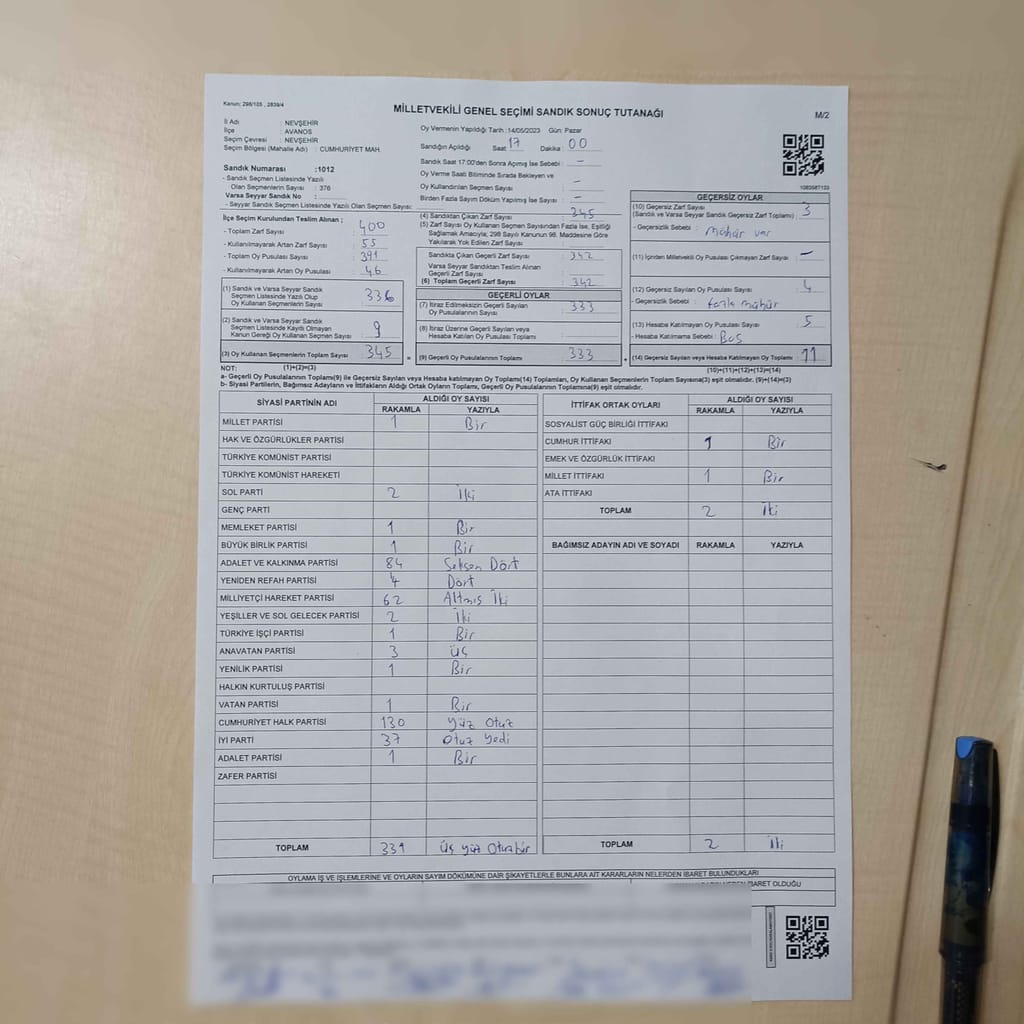 Kanun; 298/105 , 2839/4
MİLLETVEKİLİ GENEL SEÇİMİ SANDIK SONUÇ TUTANAĞI
M/2
İl Adı : NEVŞEHİR
İlçe : AVANOS
Seçim Çevresi : NEVŞEHİR
Seçim Bölgesi (Mahalle Adı) : CUMHURİYET MAH.
Sandık Numarası :1012
- Sandık Seçmen Listesinde Yazılı
Olan Seçmenlerin Sayısı : 376
Varsa Seyyar Sandık No :
- Seyyar Sandık Seçmen Listesinde Yazılı Olan Seçmen Sayısı:
Oy Vermenin Yapıldığı Tarih :14/05/2023 Gün: Pazar
Sandığın Açıldığı Saat : 17 Dakika : 00
Sandık Saat 17:00'den Sonra Açımış İse Sebebi : -
Oy Verme Saati Bitiminde Sırada Bekleyen ve
Oy Kullandırılan Seçmen Sayısı : -
Birden Fazla Sayım Döküm Yapılmış İse Sayısı : -
1083587103
İlçe Seçim Kurulundan Teslim Alınan ;
- Toplam Zarf Sayısı : 400
- Kullanılmayarak Artan Zarf Sayısı : 55
- Toplam Oy Pusulası Sayısı : 391
- Kullanılmayarak Artan Oy Pusulası : 46
(1) Sandık ve Varsa Seyyar Sandık
Seçmen Listesinde Yazılı Olup
Oy Kullanan Seçmenlerin Sayısı : 336
(2) Sandık ve Varsa Seyyar Sandık
Seçmen Listesinde Kayıtlı Olmayan
Kanun Gereği Oy Kullanan Seçmen Sayısı : 9
(3) Oy Kullanan Seçmenlerin Toplam Sayısı : 345 =
(1)+(2)=(3)
(4) Sandıktan Çıkan Zarf Sayısı : 345
(5) Zarf Sayısı Oy Kullanan Seçmen Sayısından Fazla İse, Eşitliği
Sağlamak Amacıyla; 298 Sayılı Kanunun 98. Maddesine Göre
Yakılarak Yok Edilen Zarf Sayısı :
Sandıkta Çıkan Geçerli Zarf Sayısı : 342
Varsa Seyyar Sandıktan Teslim Alınan
Geçerli Zarf Sayısı :
(6) Toplam Geçerli Zarf Sayısı : 342
GEÇERLİ OYLAR
(7) İtiraz Edilmeksizin Geçerli Sayılan
Oy Pusulasının Sayısı : 333
(8) İtiraz Üzerine Geçerli Sayılan veya
Hesaba Katılan Oy Pusulası Toplamı :
(9) Geçerli Oy Pusulalarının Toplamı : 333 +
GEÇERSİZ OYLAR
(10) Geçersiz Zarf Sayısı
(Sandık ve Varsa Seyyar Sandık Geçersiz Zarf Toplamı) : 3
- Geçersizlik Sebebi : mühür var
(11) İçinden Milletvekili Oy Pusulası Çıkmayan Zarf Sayısı : -
(12) Geçersiz Sayılan Oy Pusulası Sayısı : 4
- Geçersizlik Sebebi : fazla mühür
(13) Hesaba Katılmayan Oy Pusulası Sayısı : 5
- Hesaba Katılmama Sebebi : Boş
(14) Geçersiz Sayılan veya Hesaba Katılmayan Oy Toplamı : 11
(10)+(11)+(12)+(13)=(14)
NOT:
a- Geçerli Oy Pusulalarının Toplamı(9) ile Geçersiz Sayılan veya Hesaba katılmayan Oy Toplamı(14) Toplamları, Oy Kullanan Seçmenlerin Toplam Sayısına(3) eşit olmalıdır. (9)+(14)=(3)
b- Siyasi Partilerin, Bağımsız Adayların ve İttifakların Aldığı Ortak Oyların Toplamı, Geçerli Oy Pusulalarının Toplamına(9) eşit olmalıdır.
SİYASİ PARTİNİN ADI ALDIĞI OY SAYISI
RAKAMLA YAZIYLA
MİLLET PARTİSİ 1 Bir
HAK VE ÖZGÜRLÜKLER PARTİSİ
TÜRKİYE KOMÜNİST PARTİSİ
TÜRKİYE KOMÜNİST HAREKETİ
SOL PARTİ 2 İki
GENÇ PARTİ
MEMLEKET PARTİSİ 1 Bir
BÜYÜK BİRLİK PARTİSİ 1 Bir
ADALET VE KALKINMA PARTİSİ 84 Seksen Dört
YENİDEN REFAH PARTİSİ 4 Dört
MİLLİYETÇİ HAREKET PARTİSİ 62 Altmış İki
YEŞİLLER VE SOL GELECEK PARTİSİ 2 İki
TÜRKİYE İŞÇİ PARTİSİ 1 Bir
ANAVATAN PARTİSİ 3 üç
YENİLİK PARTİSİ 1 Bir
HALKIN KURTULUŞ PARTİSİ
VATAN PARTİSİ 1 Bir
CUMHURİYET HALK PARTİSİ 130 Yüz Otuz
İYİ PARTİ 37 Otuz Yedi
ADALET PARTİSİ 1 Bir
ZAFER PARTİSİ
TOPLAM 331 üç yüz Otuzbir
İTTİFAK ORTAK OYLARI ALDIĞI OY SAYISI
RAKAMLA YAZIYLA
SOSYALİST GÜÇ BİRLİĞİ İTTİFAKI
CUMHUR İTTİFAKI 1 Bir
EMEK VE ÖZGÜRLÜK İTTİFAKI
MİLLET İTTİFAKI 1 Bir
ATA İTTİFAKI
TOPLAM 2 İki
BAĞIMSIZ ADAYIN ADI VE SOYADI RAKAMLA YAZIYLA
TOPLAM 2 İki
OYLAMA İŞ VE İŞLEMLERİNE VE OYLARIN SAYIM DÖKÜMÜNE DAİR ŞİKAYETLERLE BUNLARA AİT KARARLARIN NELERDEN İBARET BULUNDUKLARI
İBARET OLDUĞU